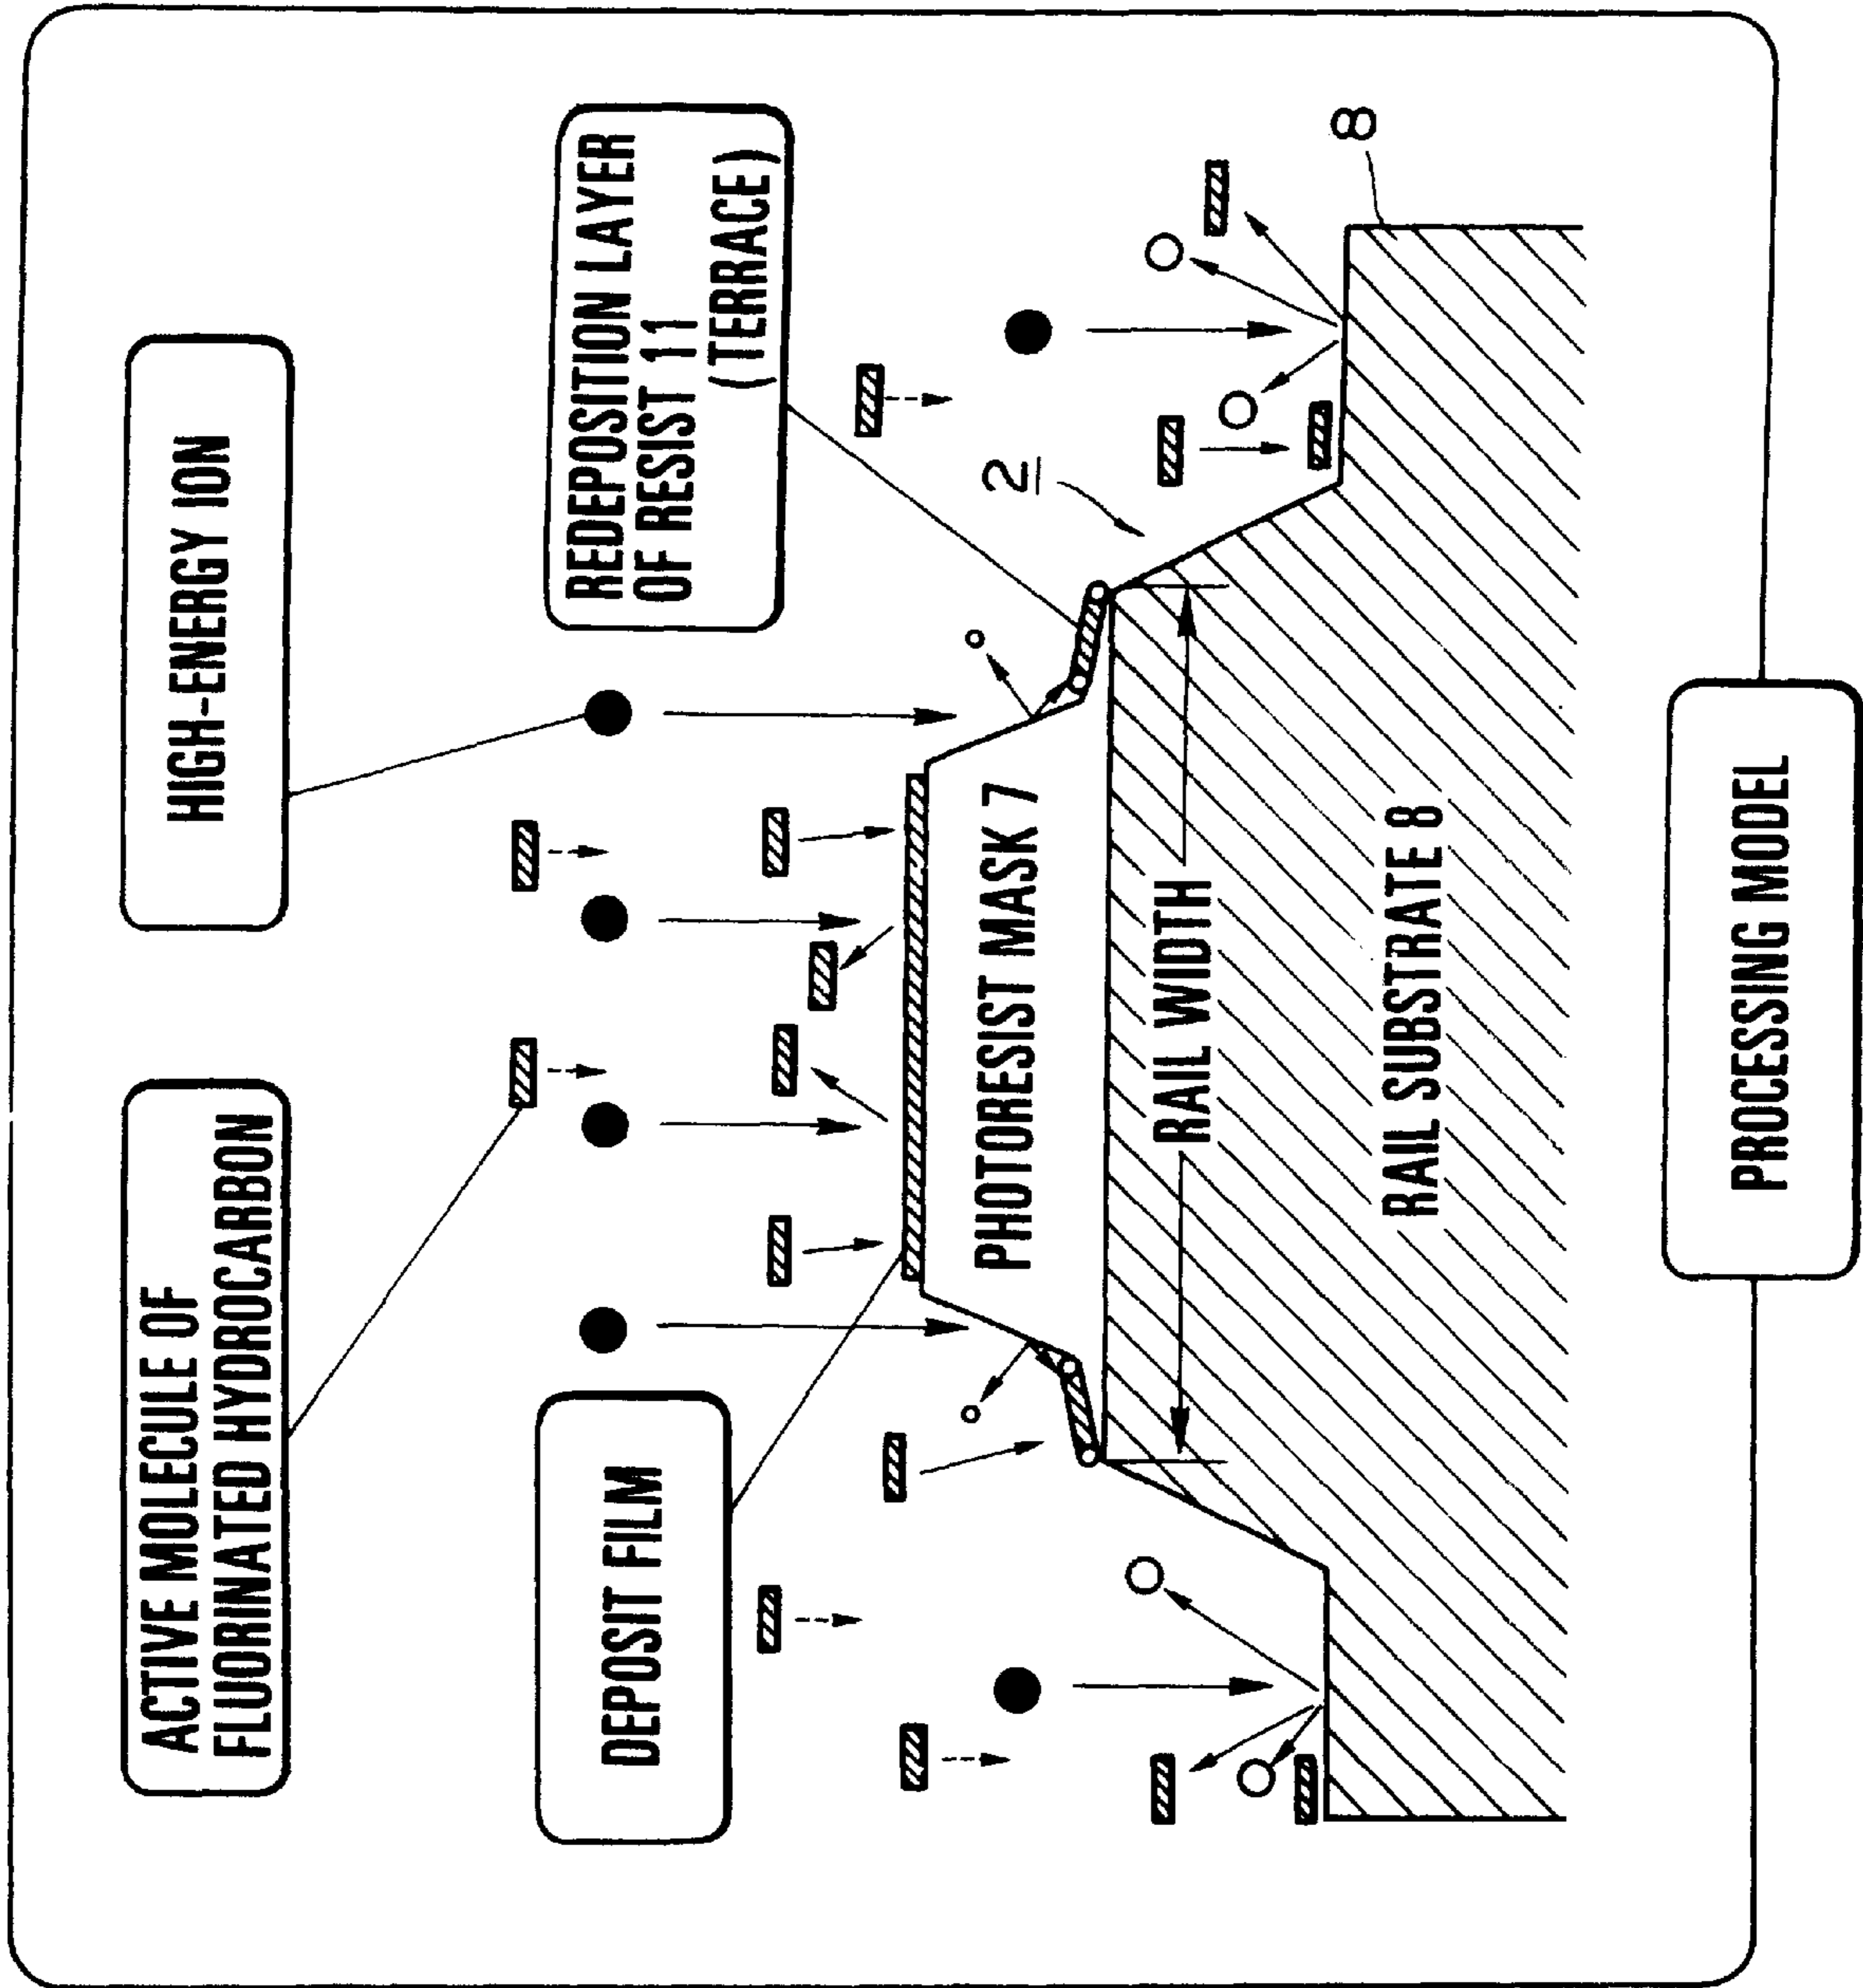 ACTIVE MOLECULE OF
FLUORINATED HYDROCARBON
HIGH-ENERGY ION
DEPOSIT FILM
REDEPOSITION LAYER
OF RESIST 11
(TERRACE)
2
PHOTORESIST MASK 7
RAIL WIDTH
8
RAIL SUBSTRATE 8
PROCESSING MODEL